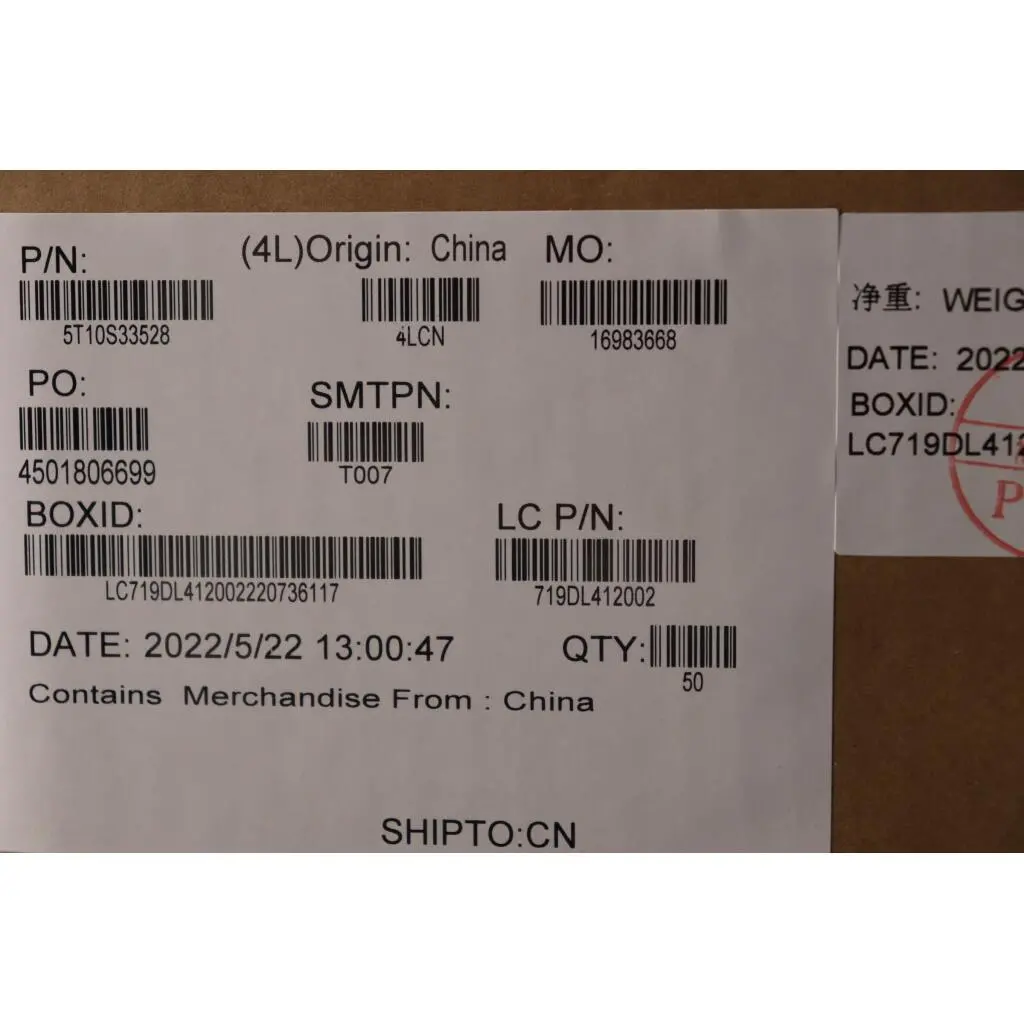 P/N:
(4L)Origin: China
MO:
5T10S33528
4LCN
16983668
PO:
SMTPN:
4501806699
T007
BOXID:
LC P/N:
LC719DL412002220736117
719DL412002
DATE: 2022/5/22 13:00:47
QTY:
50
Contains Merchandise From : China
SHIPTO:CN
净重: WEIG
DATE: 2022
BOXID:
LC719DL412
P